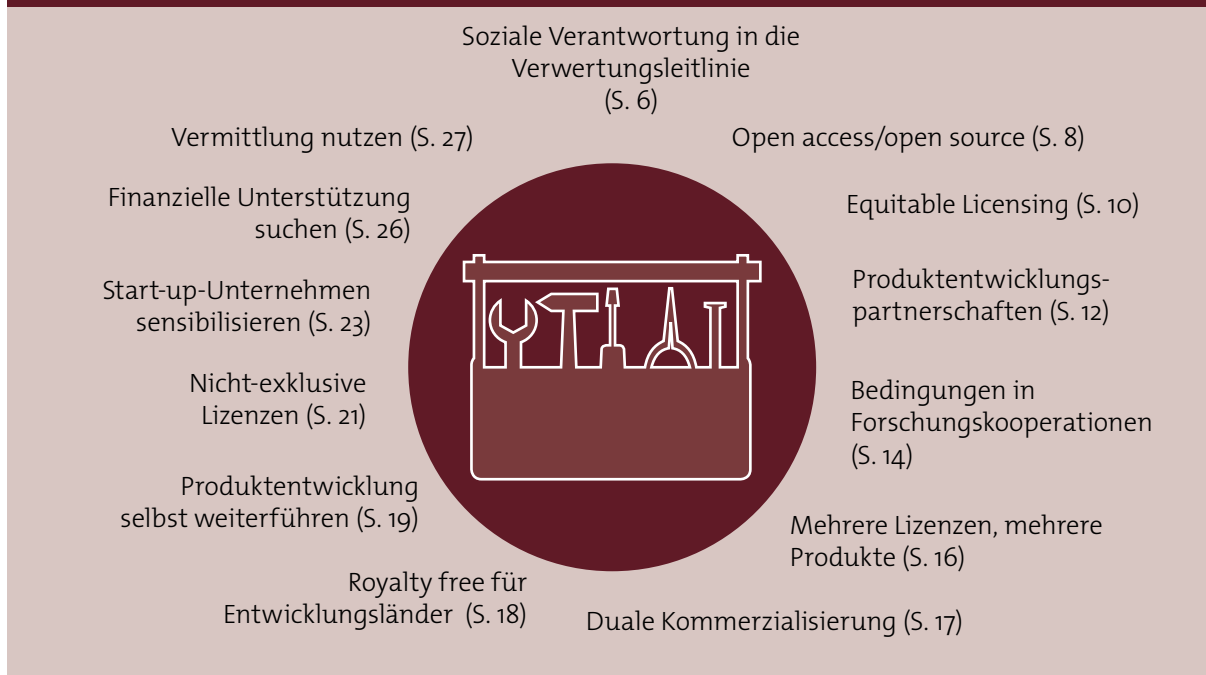 Soziale Verantwortung in die
Verwertungsleitlinie
(S. 6)
Open access/open source (S. 8)
Equitable Licensing (S. 10)
Produktentwicklungs-
partnerschaften (S. 12)
Bedingungen in
Forschungskooperationen
(S. 14)
Mehrere Lizenzen, mehrere
Produkte (S. 16)
Duale Kommerzialisierung (S. 17)
Royalty free für
Entwicklungsländer (S. 18)
Produktentwicklung
selbst weiterführen (S. 19)
Nicht-exklusive
Lizenzen (S. 21)
Start-up-Unternehmen
sensibilisieren (S. 23)
Finanzielle Unterstützung
suchen (S. 26)
Vermittlung nutzen (S. 27)